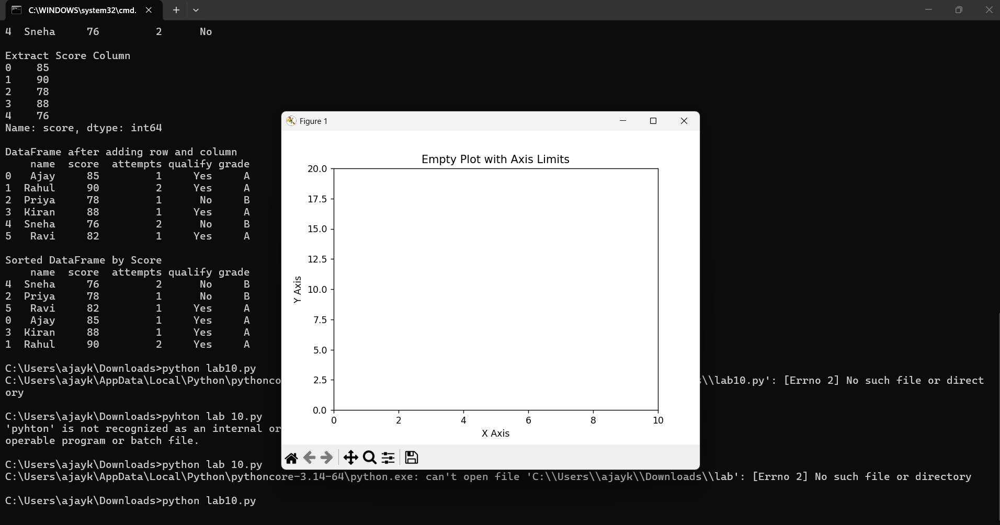 C:\WINDOWS\system32\cmd.
4  Sneha     76         2      No
Extract Score Column
0    85
1    90
2    78
3    88
4    76
Name: score, dtype: int64
DataFrame after adding row and column
    name  score  attempts qualify grade
0   Ajay     85         1     Yes     A
1  Rahul     90         2     Yes     A
2  Priya     78         1      No     B
3  Kiran     88         1     Yes     A
4  Sneha     76         2      No     B
5   Ravi     82         1     Yes     A
Sorted DataFrame by Score
    name  score  attempts qualify grade
4  Sneha     76         2      No     B
2  Priya     78         1      No     B
5   Ravi     82         1     Yes     A
0   Ajay     85         1     Yes     A
3  Kiran     88         1     Yes     A
1  Rahul     90         2     Yes     A
C:\Users\ajayk\Downloads>python lab10.py
C:\Users\ajayk\AppData\Local\Python\pythonco \\lab10.py': [Errno 2] No such file or direct
ory
C:\Users\ajayk\Downloads>pyhton lab 10.py
'pyhton' is not recognized as an internal or
operable program or batch file.
C:\Users\ajayk\Downloads>python lab 10.py
C:\Users\ajayk\AppData\Local\Python\pythoncore-3.14-64\python.exe: can't open file 'C:\\Users\\ajayk\\Downloads\\lab': [Errno 2] No such file or directory
C:\Users\ajayk\Downloads>python lab10.py
Figure 1
Empty Plot with Axis Limits
20.0
17.5
15.0
12.5
10.0
7.5
5.0
2.5
0.0
Y Axis
0 2 4 6 8 10
X Axis